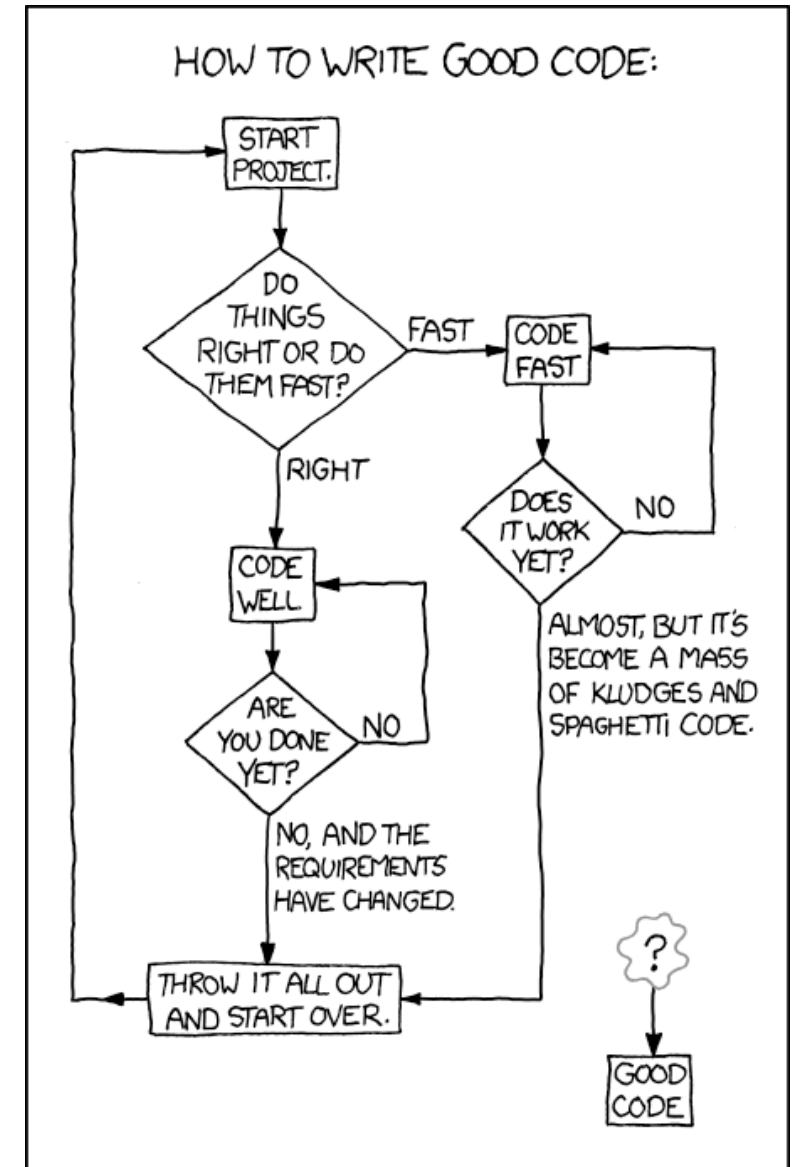 HOW TO WRITE GOOD CODE:
START
PROJECT.
DO
THINGS
RIGHT OR DO
THEM FAST?
FAST
CODE
FAST
RIGHT
DOES
IT WORK
YET?
NO
CODE
WELL.
ALMOST, BUT IT'S
BECOME A MASS
OF KLUDGES AND
SPAGHETTI CODE.
ARE
YOU DONE
YET?
NO
NO, AND THE
REQUIREMENTS
HAVE CHANGED.
THROW IT ALL OUT
AND START OVER.
?
GOOD
CODE